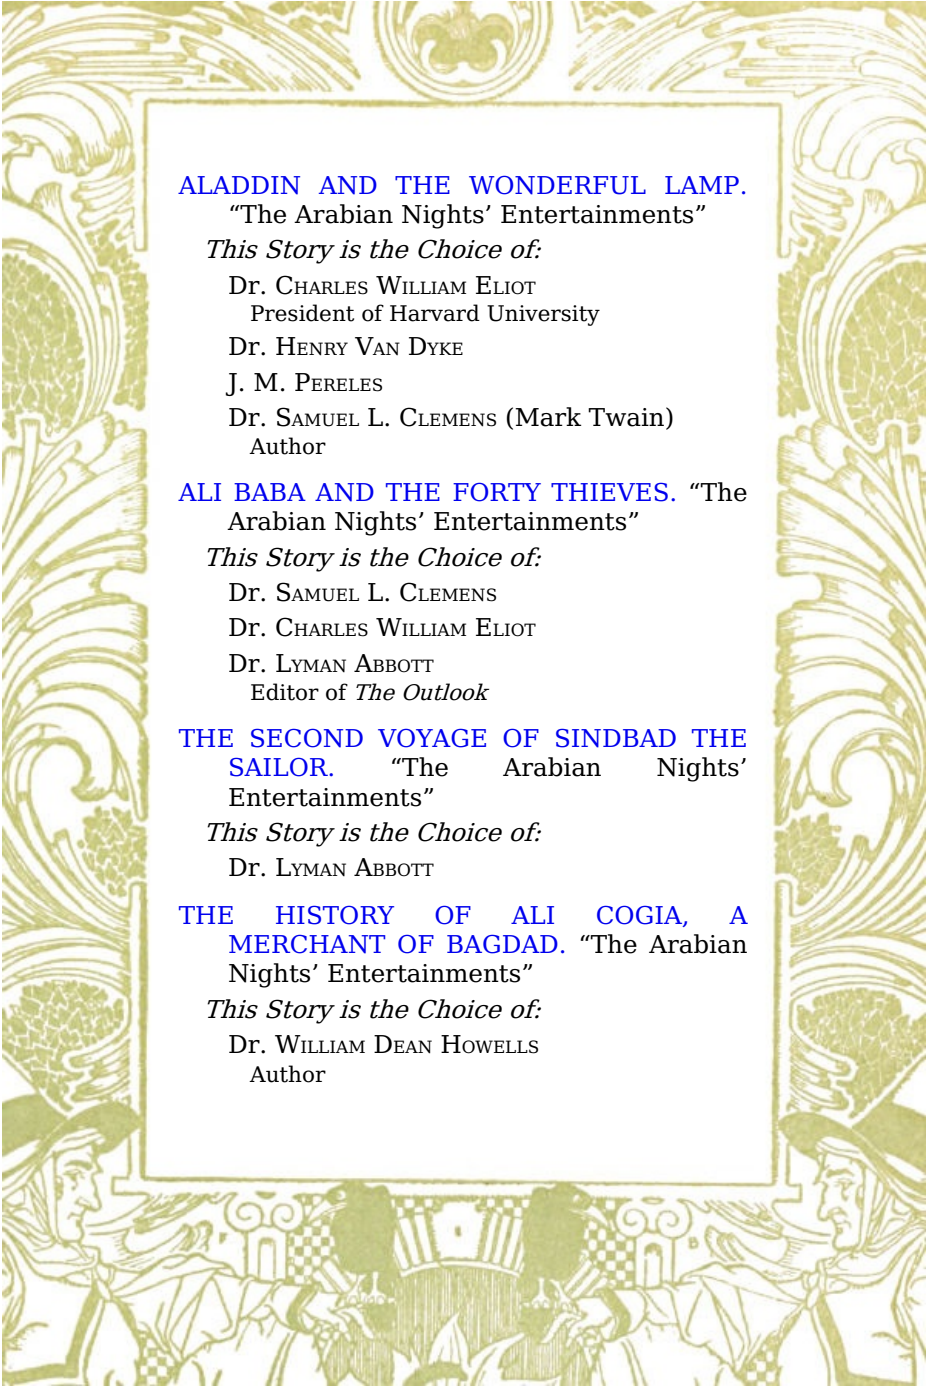 ALADDIN AND THE WONDERFUL LAMP.
“The Arabian Nights’ Entertainments”
This Story is the Choice of:
Dr. Charles William Eliot
President of Harvard University
Dr. Henry Van Dyke
J. M. Pereles
Dr. Samuel L. Clemens (Mark Twain)
Author
ALI BABA AND THE FORTY THIEVES. “The
Arabian Nights’ Entertainments”
This Story is the Choice of:
Dr. Samuel L. Clemens
Dr. Charles William Eliot
Dr. Lyman Abbott
Editor of The Outlook
THE SECOND VOYAGE OF SINDBAD THE
SAILOR. “The Arabian Nights’
Entertainments”
This Story is the Choice of:
Dr. Lyman Abbott
THE HISTORY OF ALI COGIA, A
MERCHANT OF BAGDAD. “The Arabian
Nights’ Entertainments”
This Story is the Choice of:
Dr. William Dean Howells
Author